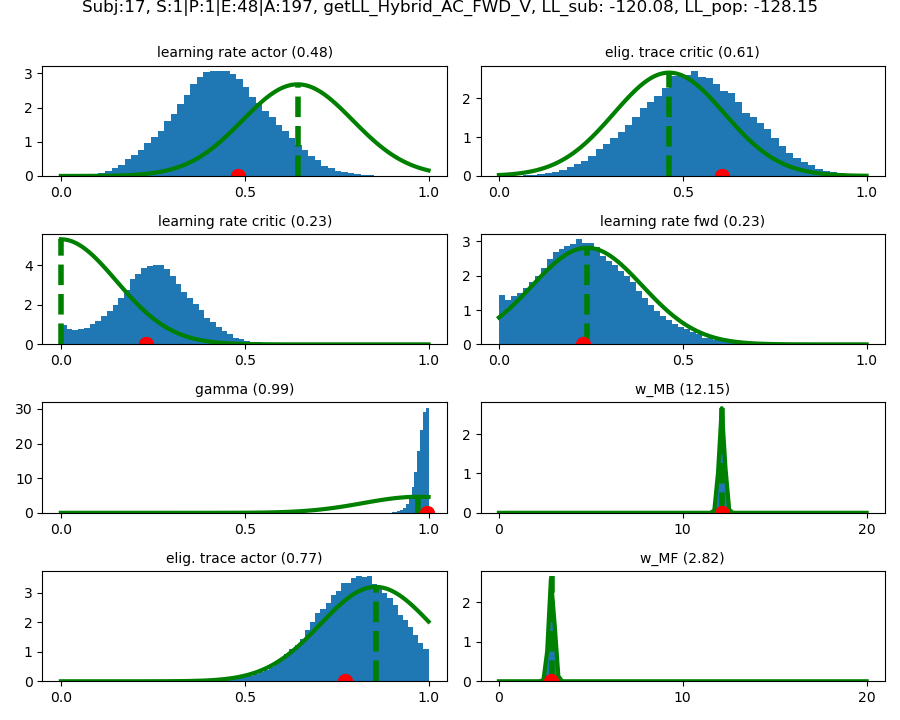 Subj:17, S:1|P:1|E:48|A:197, getLL_Hybrid_AC_FWD_V, LL_sub: -120.08, LL_pop: -128.15
learning rate actor (0.48)
3
2
1
0
0.0 0.5 1.0
elig. trace critic (0.61)
2
1
0
0.0 0.5 1.0
learning rate critic (0.23)
4
2
0
0.0 0.5 1.0
learning rate fwd (0.23)
3
2
1
0
0.0 0.5 1.0
gamma (0.99)
30
20
10
0
0.0 0.5 1.0
w_MB (12.15)
2
1
0
0 10 20
elig. trace actor (0.77)
3
2
1
0
0.0 0.5 1.0
w_MF (2.82)
2
1
0
0 10 20